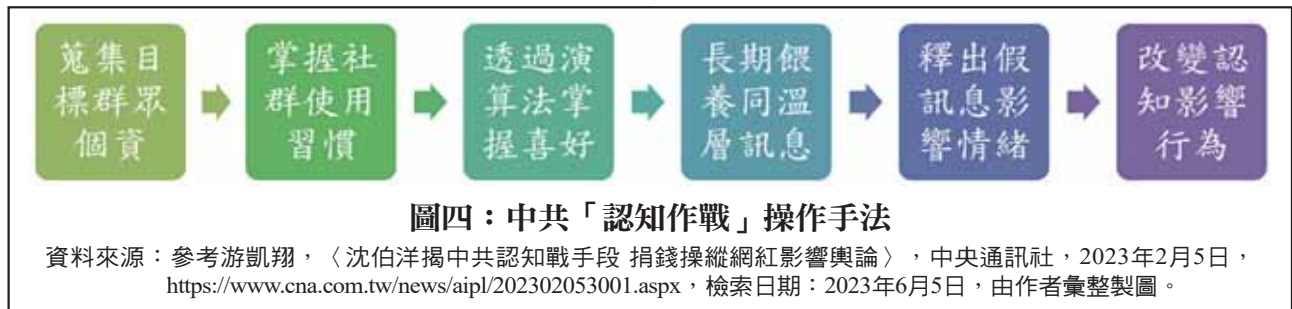 蒐集目
標群眾
個資
掌握社
群使用
習慣
透過演
算法掌
握喜好
長期餵
養同溫
層訊息
釋出假
訊息影
響情緒
改變認
知影響
行為
圖四：中共「認知作戰」操作手法
資料來源：參考游凱翔，〈沈伯洋揭中共認知戰手段 捐錢操縱網紅影響輿論〉，中央通訊社，2023年2月5日，
https://www.cna.com.tw/news/aipl/202302053001.aspx，檢索日期：2023年6月5日，由作者彙整製圖。